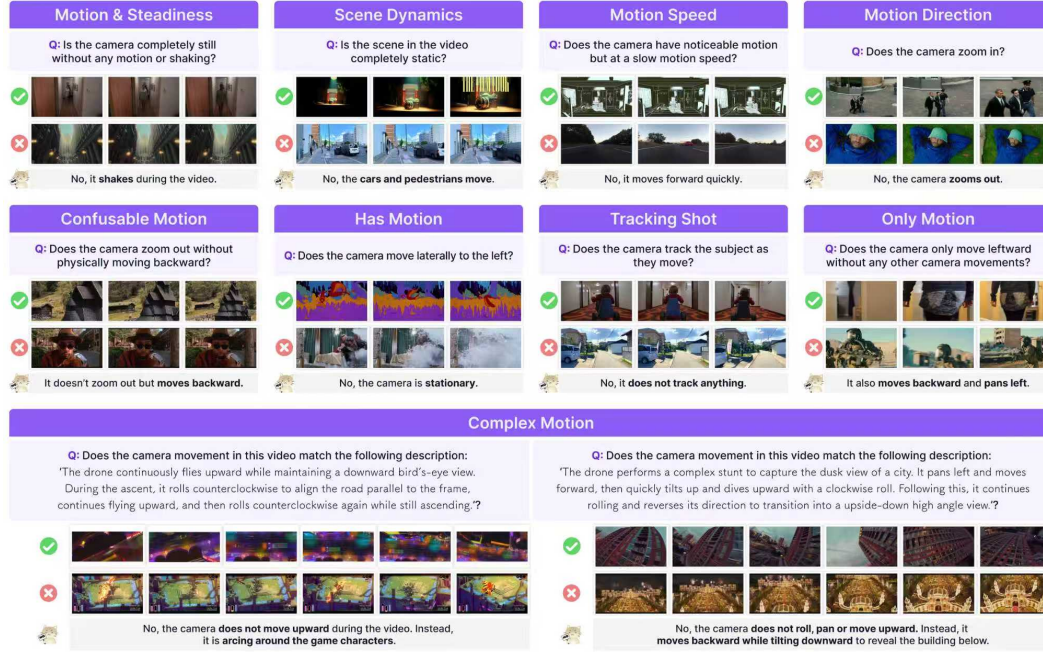 Motion & Steadiness
Q: Is the camera completely still
without any motion or shaking?
No, it shakes during the video.
Scene Dynamics
Q: Is the scene in the video
completely static?
No, the cars and pedestrians move.
Motion Speed
Q: Does the camera have noticeable motion
but at a slow motion speed?
No, it moves forward quickly.
Motion Direction
Q: Does the camera zoom in?
No, the camera zooms out.
Confusable Motion
Q: Does the camera zoom out without
physically moving backward?
It doesn't zoom out but moves backward.
Has Motion
Q: Does the camera move laterally to the left?
No, the camera is stationary.
Tracking Shot
Q: Does the camera track the subject as
they move?
No, it does not track anything.
Only Motion
Q: Does the camera only move leftward
without any other camera movements?
It also moves backward and pans left.
Complex Motion
Q: Does the camera movement in this video match the following description:
'The drone continuously flies upward while maintaining a downward bird's-eye view.
During the ascent, it rolls counterclockwise to align the road parallel to the frame,
continues flying upward, and then rolls counterclockwise again while still ascending.'?
No, the camera does not move upward during the video. Instead,
it is arcing around the game characters.
Q: Does the camera movement in this video match the following description:
'The drone performs a complex stunt to capture the dusk view of a city. It pans left and moves
forward, then quickly tilts up and dives upward with a clockwise roll. Following this, it continues
rolling and reverses its direction to transition into a upside-down high angle view.'?
No, the camera does not roll, pan or move upward. Instead, it
moves backward while tilting downward to reveal the building below.